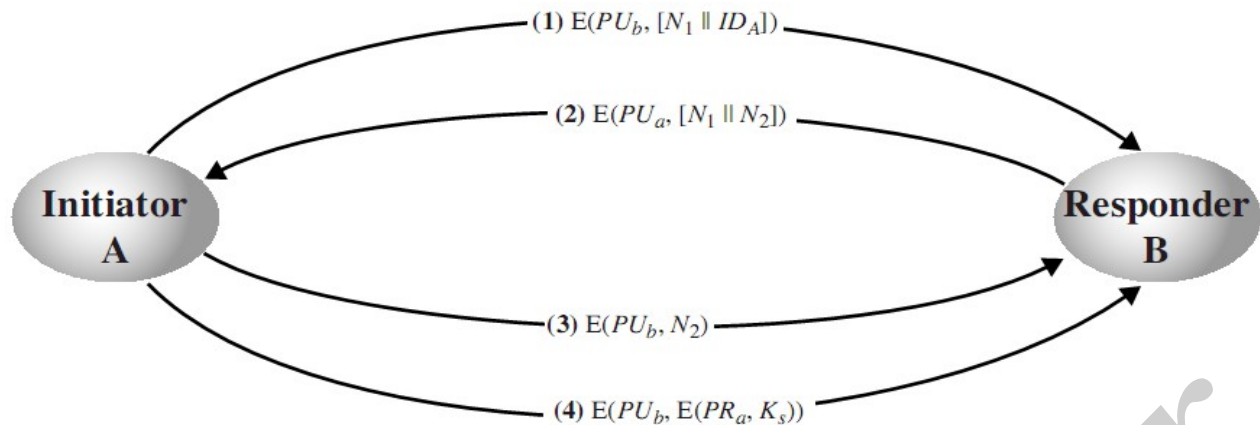 (1) E(PU_b, [N_1 || ID_A])
(2) E(PU_a, [N_1 || N_2])
Initiator
A
Responder
B
(3) E(PU_b, N_2)
(4) E(PU_b, E(PR_a, K_s))